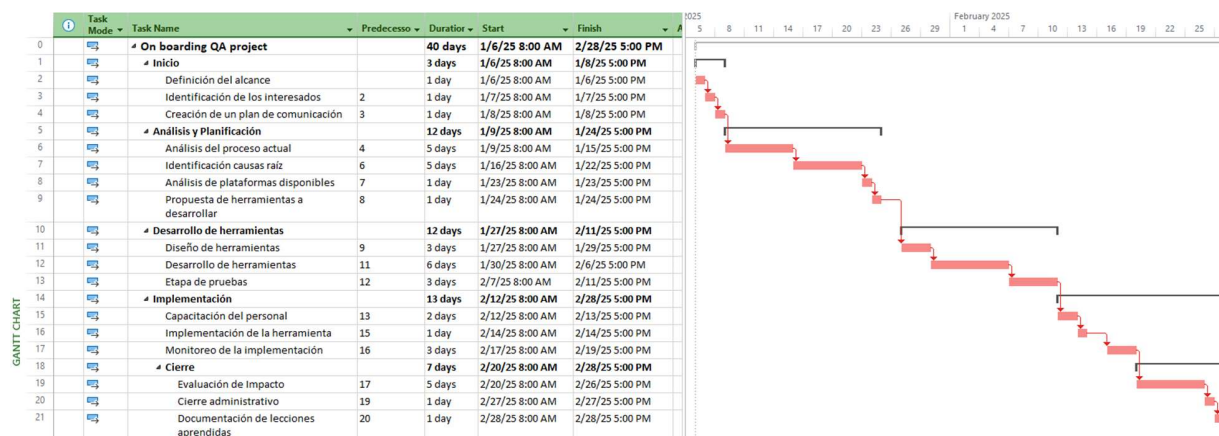 2025 February 2025
Task Mode Task Name Predecesso Duration Start Finish A 5 8 11 14 17 20 23 26 29 1 4 7 10 13 16 19 22 25
0 On boarding QA project 40 days 1/6/25 8:00 AM 2/28/25 5:00 PM
1 Inicio 3 days 1/6/25 8:00 AM 1/8/25 5:00 PM
2 Definición del alcance 1 day 1/6/25 8:00 AM 1/6/25 5:00 PM
3 Identificación de los interesados 2 1 day 1/7/25 8:00 AM 1/7/25 5:00 PM
4 Creación de un plan de comunicación 3 1 day 1/8/25 8:00 AM 1/8/25 5:00 PM
5 Análisis y Planificación 12 days 1/9/25 8:00 AM 1/24/25 5:00 PM
6 Análisis del proceso actual 4 5 days 1/9/25 8:00 AM 1/15/25 5:00 PM
7 Identificación causas raíz 6 5 days 1/16/25 8:00 AM 1/22/25 5:00 PM
8 Análisis de plataformas disponibles 7 1 day 1/23/25 8:00 AM 1/23/25 5:00 PM
9 Propuesta de herramientas a 8 1 day 1/24/25 8:00 AM 1/24/25 5:00 PM
desarrollar
10 Desarrollo de herramientas 12 days 1/27/25 8:00 AM 2/11/25 5:00 PM
11 Diseño de herramientas 9 3 days 1/27/25 8:00 AM 1/29/25 5:00 PM
12 Desarrollo de herramientas 11 6 days 1/30/25 8:00 AM 2/6/25 5:00 PM
13 Etapa de pruebas 12 3 days 2/7/25 8:00 AM 2/11/25 5:00 PM
14 Implementación 13 days 2/12/25 8:00 AM 2/28/25 5:00 PM
15 Capacitación del personal 13 2 days 2/12/25 8:00 AM 2/13/25 5:00 PM
16 Implementación de la herramienta 15 1 day 2/14/25 8:00 AM 2/14/25 5:00 PM
17 Monitoreo de la implementación 16 3 days 2/17/25 8:00 AM 2/19/25 5:00 PM
18 Cierre 7 days 2/20/25 8:00 AM 2/28/25 5:00 PM
19 Evaluación de Impacto 17 5 days 2/20/25 8:00 AM 2/26/25 5:00 PM
20 Cierre administrativo 19 1 day 2/27/25 8:00 AM 2/27/25 5:00 PM
21 Documentación de lecciones 20 1 day 2/28/25 8:00 AM 2/28/25 5:00 PM
aprendidas
GANTT CHART